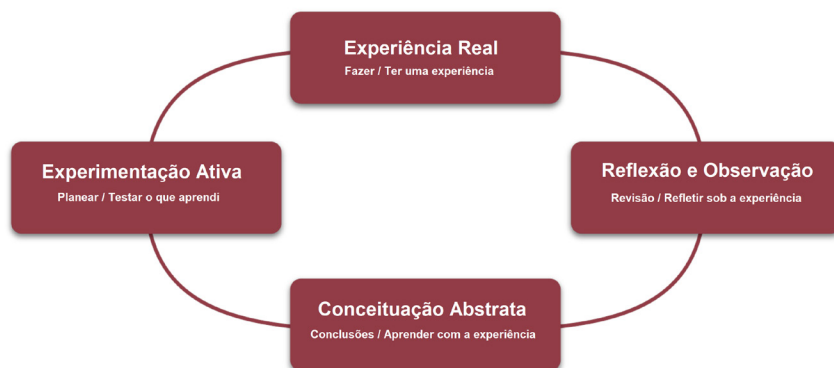 Experiência Real
Fazer / Ter uma experiência
Experimentação Ativa
Planear / Testar o que aprendi
Reflexão e Observação
Revisão / Refletir sob a experiência
Conceituação Abstrata
Conclusões / Aprender com a experiência